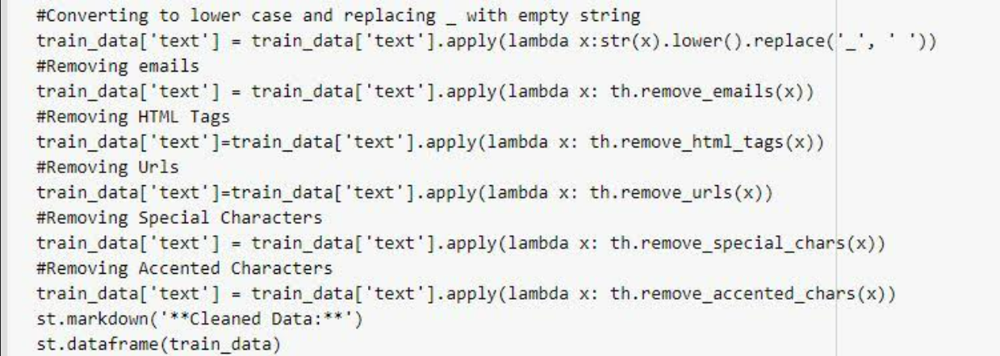 #Converting to lower case and replacing _ with empty string
train_data['text'] = train_data['text'].apply(lambda x:str(x).lower().replace('_', ' '))
#Removing emails
train_data['text'] = train_data['text'].apply(lambda x: th.remove_emails(x))
#Removing HTML Tags
train_data['text']=train_data['text'].apply(lambda x: th.remove_html_tags(x))
#Removing Urls
train_data['text']=train_data['text'].apply(lambda x: th.remove_urls(x))
#Removing Special Characters
train_data['text'] = train_data['text'].apply(lambda x: th.remove_special_chars(x))
#Removing Accented Characters
train_data['text'] = train_data['text'].apply(lambda x: th.remove_accented_chars(x))
st.markdown('**Cleaned Data:**')
st.dataframe(train_data)